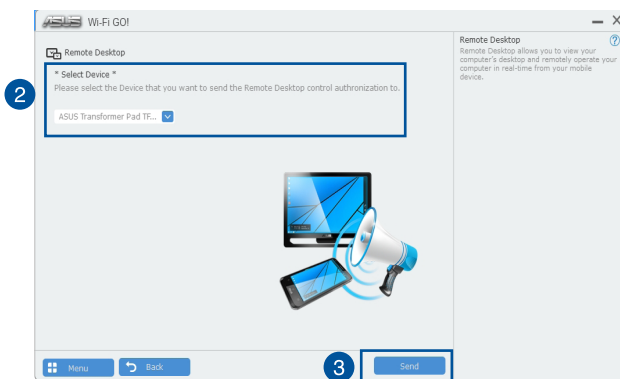 ASUS Wi-Fi GO!
Remote Desktop
2
* Select Device *
Please select the Device that you want to send the Remote Desktop control authronization to.
ASUS Transformer Pad TF...
3
Menu
Back
Send
Remote Desktop
?
Remote Desktop allows you to view your
computer's desktop and remotely operate your
computer in real-time from your mobile
device.